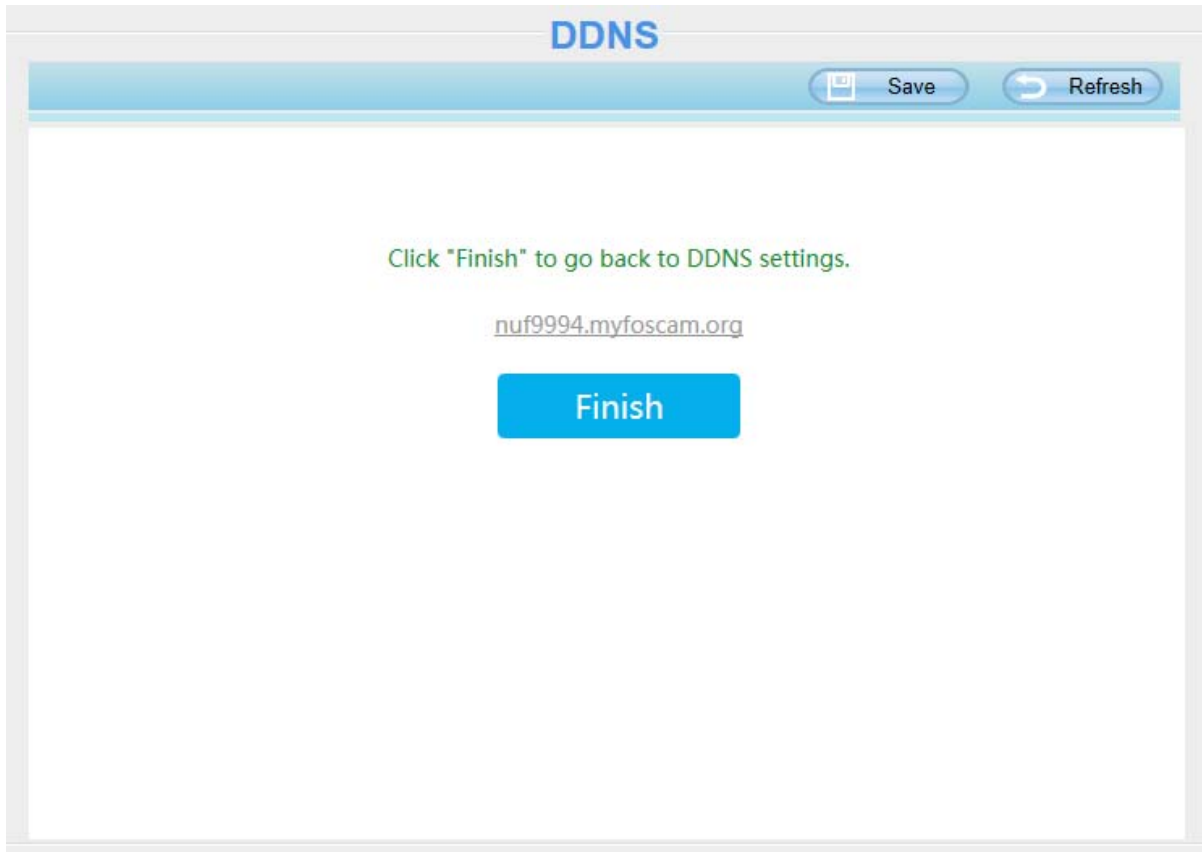 DDNS
Save Refresh
Click "Finish" to go back to DDNS settings.
nuf9994.myfoscam.org
Finish